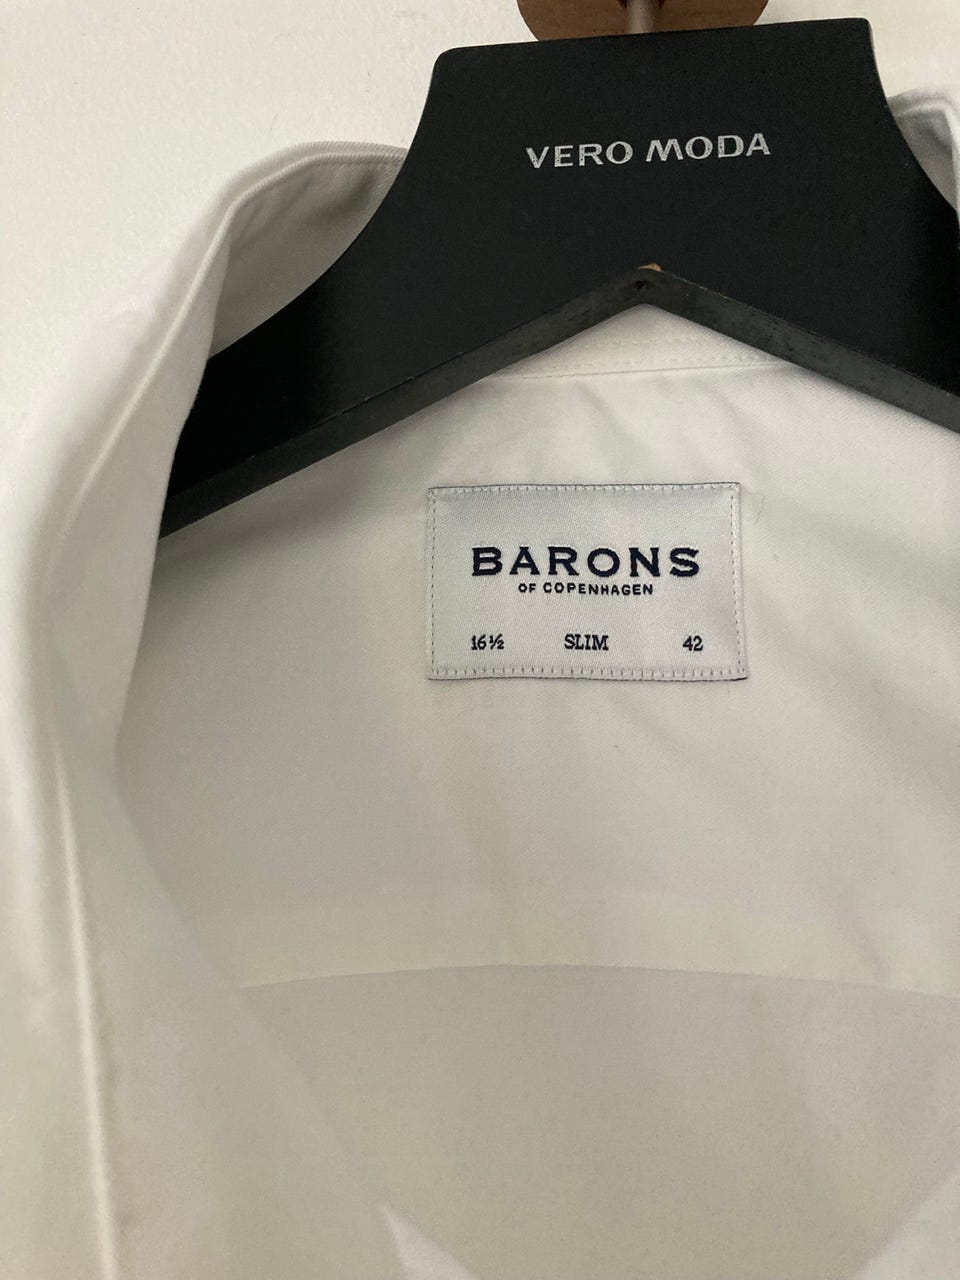 VERO MODA
BARONS
OF COPENHAGEN
16½ SLIM 42